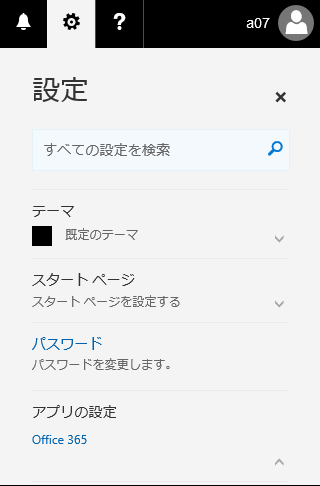 a07
設定
すべての設定を検索
テーマ
既定のテーマ
スタート ページ
スタート ページを設定する
パスワード
パスワードを変更します。
アプリの設定
Office 365